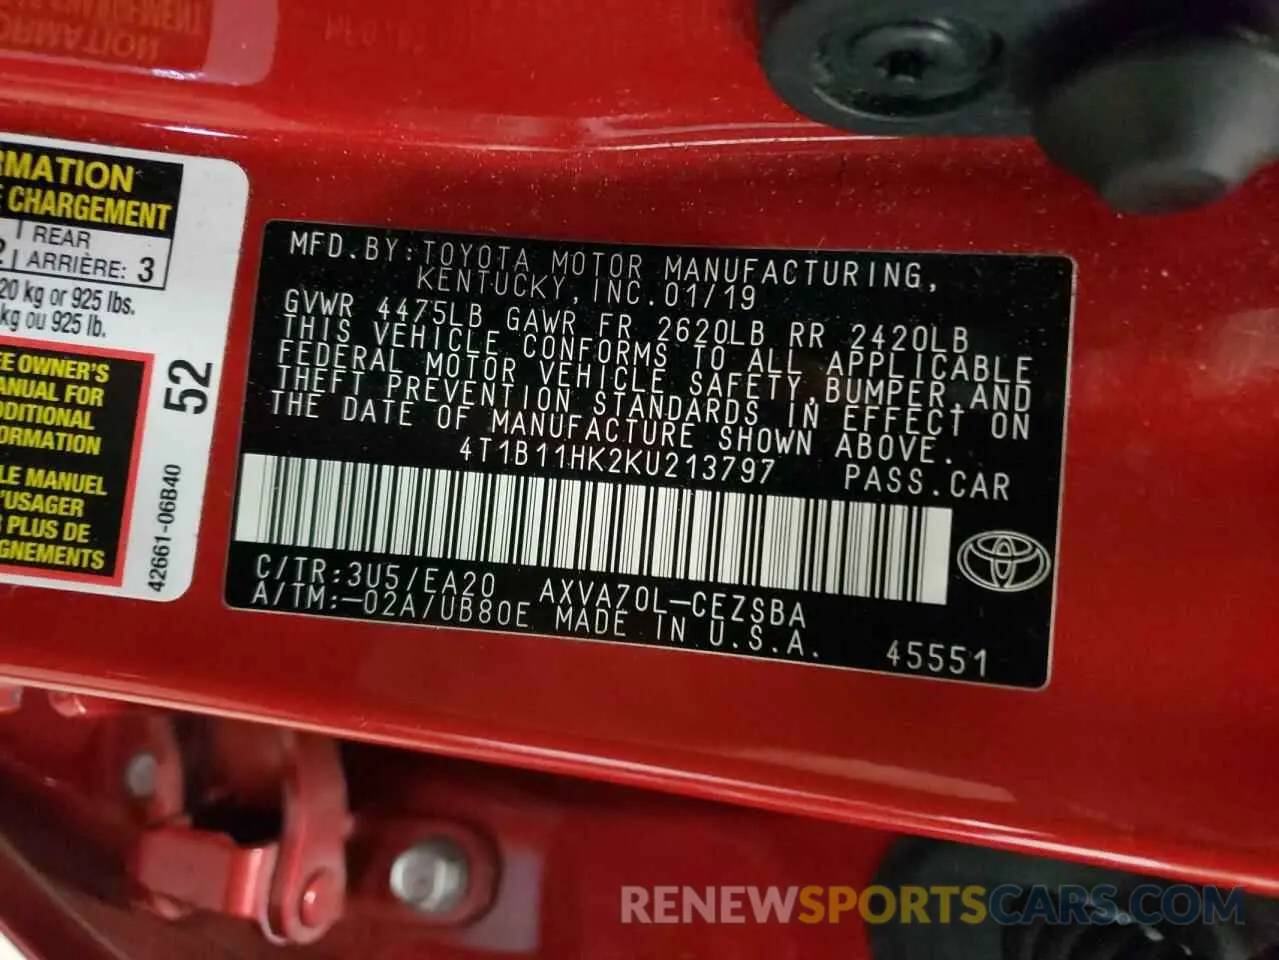 RMATION
E CHARGEMENT
REAR
2 ARRIÈRE: 3
20 kg or 925 lbs.
kg ou 925 lb.
EE OWNER'S
MANUAL FOR
DDITIONAL
ORMATION
LE MANUEL
'USAGER
R PLUS DE
GNEMENTS
52
42661-06B40
MFD. BY: TOYOTA MOTOR MANUFACTURING,
KENTUCKY, INC. 01/19
GVWR 4475LB GAWR FR 2620LB RR 2420LB
THIS VEHICLE CONFORMS TO ALL APPLICABLE
FEDERAL MOTOR VEHICLE SAFETY, BUMPER, AND
THEFT PREVENTION STANDARDS IN EFFECT ON
THE DATE OF MANUFACTURE SHOWN ABOVE.
4T1B11HK2KU213797 PASS. CAR
C/TR: 3U5/EA20 AXVA70L-CEZSBA
A/TM: -02A/UB80E MADE IN U.S.A.
45551
RENEWSPORTSCARS.COM